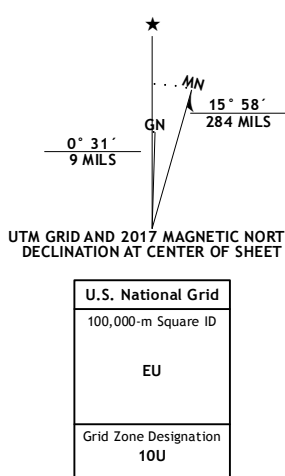 ★
MN
15° 58´
284 MILS
GN
0° 31´
9 MILS
UTM GRID AND 2017 MAGNETIC NORT
DECLINATION AT CENTER OF SHEET
U.S. National Grid
100,000-m Square ID
EU
Grid Zone Designation
10U